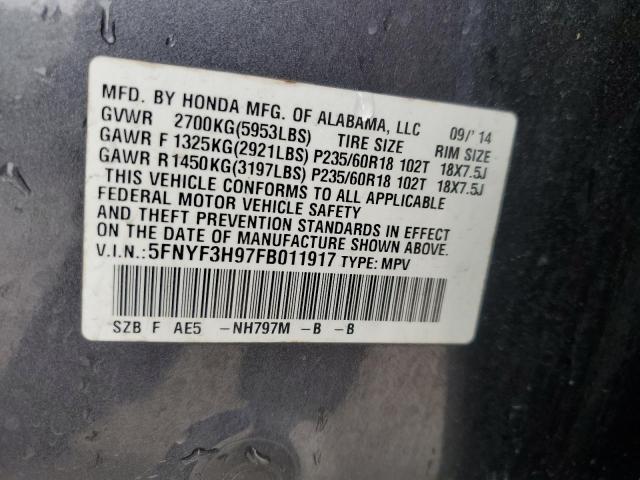 MFD. BY HONDA MFG. OF ALABAMA, LLC 09/'14
GVWR 2700KG(5953LBS) TIRE SIZE RIM SIZE
GAWR F 1325KG(2921LBS) P235/60R18 102T 18X7.5J
GAWR R 1450KG(3197LBS) P235/60R18 102T 18X7.5J
THIS VEHICLE CONFORMS TO ALL APPLICABLE
FEDERAL MOTOR VEHICLE SAFETY
AND THEFT PREVENTION STANDARDS IN EFFECT
ON THE DATE OF MANUFACTURE SHOWN ABOVE.
V.I.N.:5FNYF3H97FB011917 TYPE: MPV
SZB F AE5 -NH797M -B -B